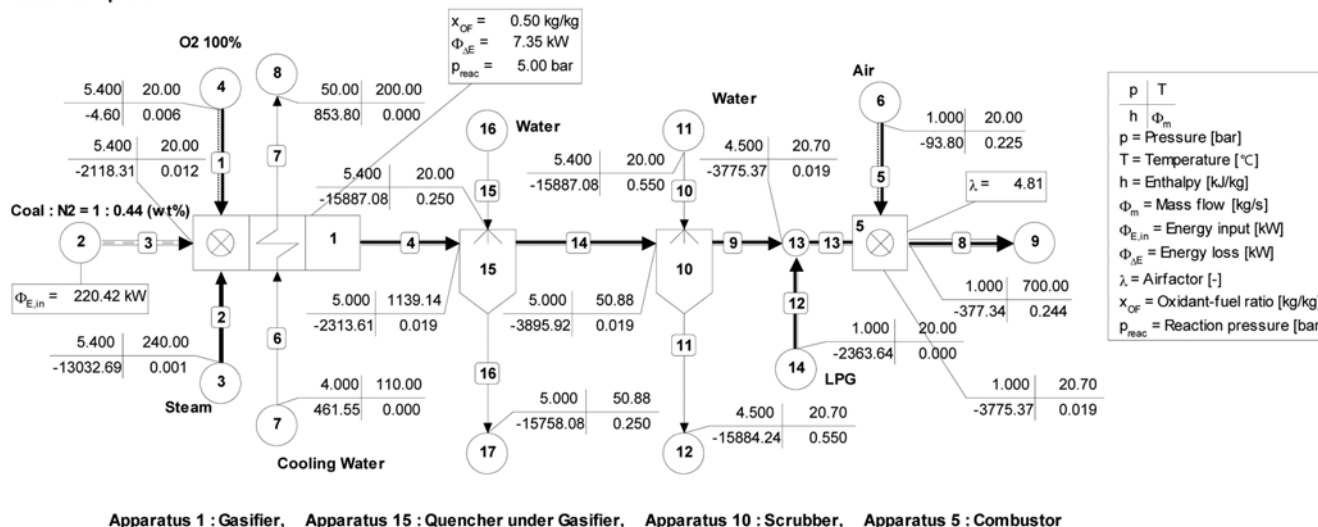 x_OF = 0.50 kg/kg
Φ_ΔE = 7.35 kW
p_reac = 5.00 bar
O2 100%
4
5.400 20.00
-4.60 0.006
8
50.00 200.00
853.80 0.000
5.400 20.00
-2118.31 0.012
1
7
Coal : N2 = 1 : 0.44 (wt%)
2
3
Φ_E,in = 220.42 kW
2
5.400 240.00
-13032.69 0.001
3
Steam
6
4.000 110.00
461.55 0.000
7
Cooling Water
1
4
5.000 1139.14
-2313.61 0.019
16
Water
5.400 20.00
-15887.08 0.250
15
15
14
5.000 50.88
-3895.92 0.019
16
5.000 50.88
-15758.08 0.250
17
Water
11
5.400 20.00
-15887.08 0.550
10
10
9
11
4.500 20.70
-15884.24 0.550
12
4.500 20.70
-3775.37 0.019
13
13
12
1.000 20.00
-2363.64 0.000
14
LPG
Air
6
1.000 20.00
-93.80 0.225
5
λ = 4.81
5
8
9
1.000 700.00
-377.34 0.244
1.000 20.70
-3775.37 0.019
p T
h Φ_m
p = Pressure [bar]
T = Temperature [℃]
h = Enthalpy [kJ/kg]
Φ_m = Mass flow [kg/s]
Φ_E,in = Energy input [kW]
Φ_ΔE = Energy loss [kW]
λ = Airfactor [-]
x_OF = Oxidant-fuel ratio [kg/kg]
p_reac = Reaction pressure [bar
Apparatus 1 : Gasifier, Apparatus 15 : Quencher under Gasifier, Apparatus 10 : Scrubber, Apparatus 5 : Combustor